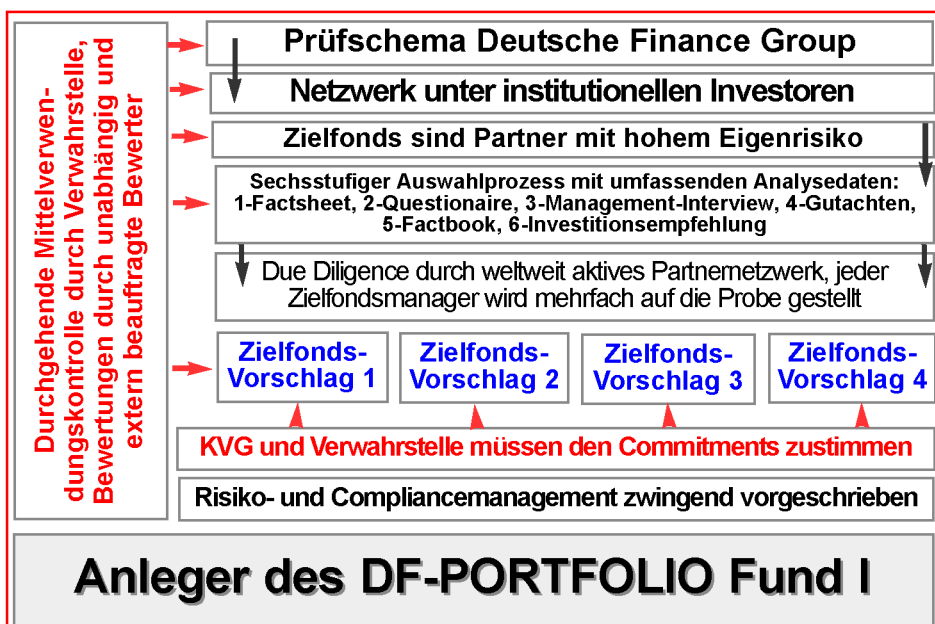 Durchgehende Mittelverwen-
dungskontrolle durch Verwahrstelle,
Bewertungen durch unabhängig und
extern beauftragte Bewerter
Prüfschema Deutsche Finance Group
Netzwerk unter institutionellen Investoren
Zielfonds sind Partner mit hohem Eigenrisiko
Sechsstufiger Auswahlprozess mit umfassenden Analysedaten:
1-Factsheet, 2-Questionaire, 3-Management-Interview, 4-Gutachten,
5-Factbook, 6-Investitionsempfehlung
Due Diligence durch weltweit aktives Partnernetzwerk, jeder
Zielfondsmanager wird mehrfach auf die Probe gestellt
Zielfonds-
Vorschlag 1
Zielfonds-
Vorschlag 2
Zielfonds-
Vorschlag 3
Zielfonds-
Vorschlag 4
KVG und Verwahrstelle müssen den Commitments zustimmen
Risiko- und Compliancemanagement zwingend vorgeschrieben
Anleger des DF-PORTFOLIO Fund I